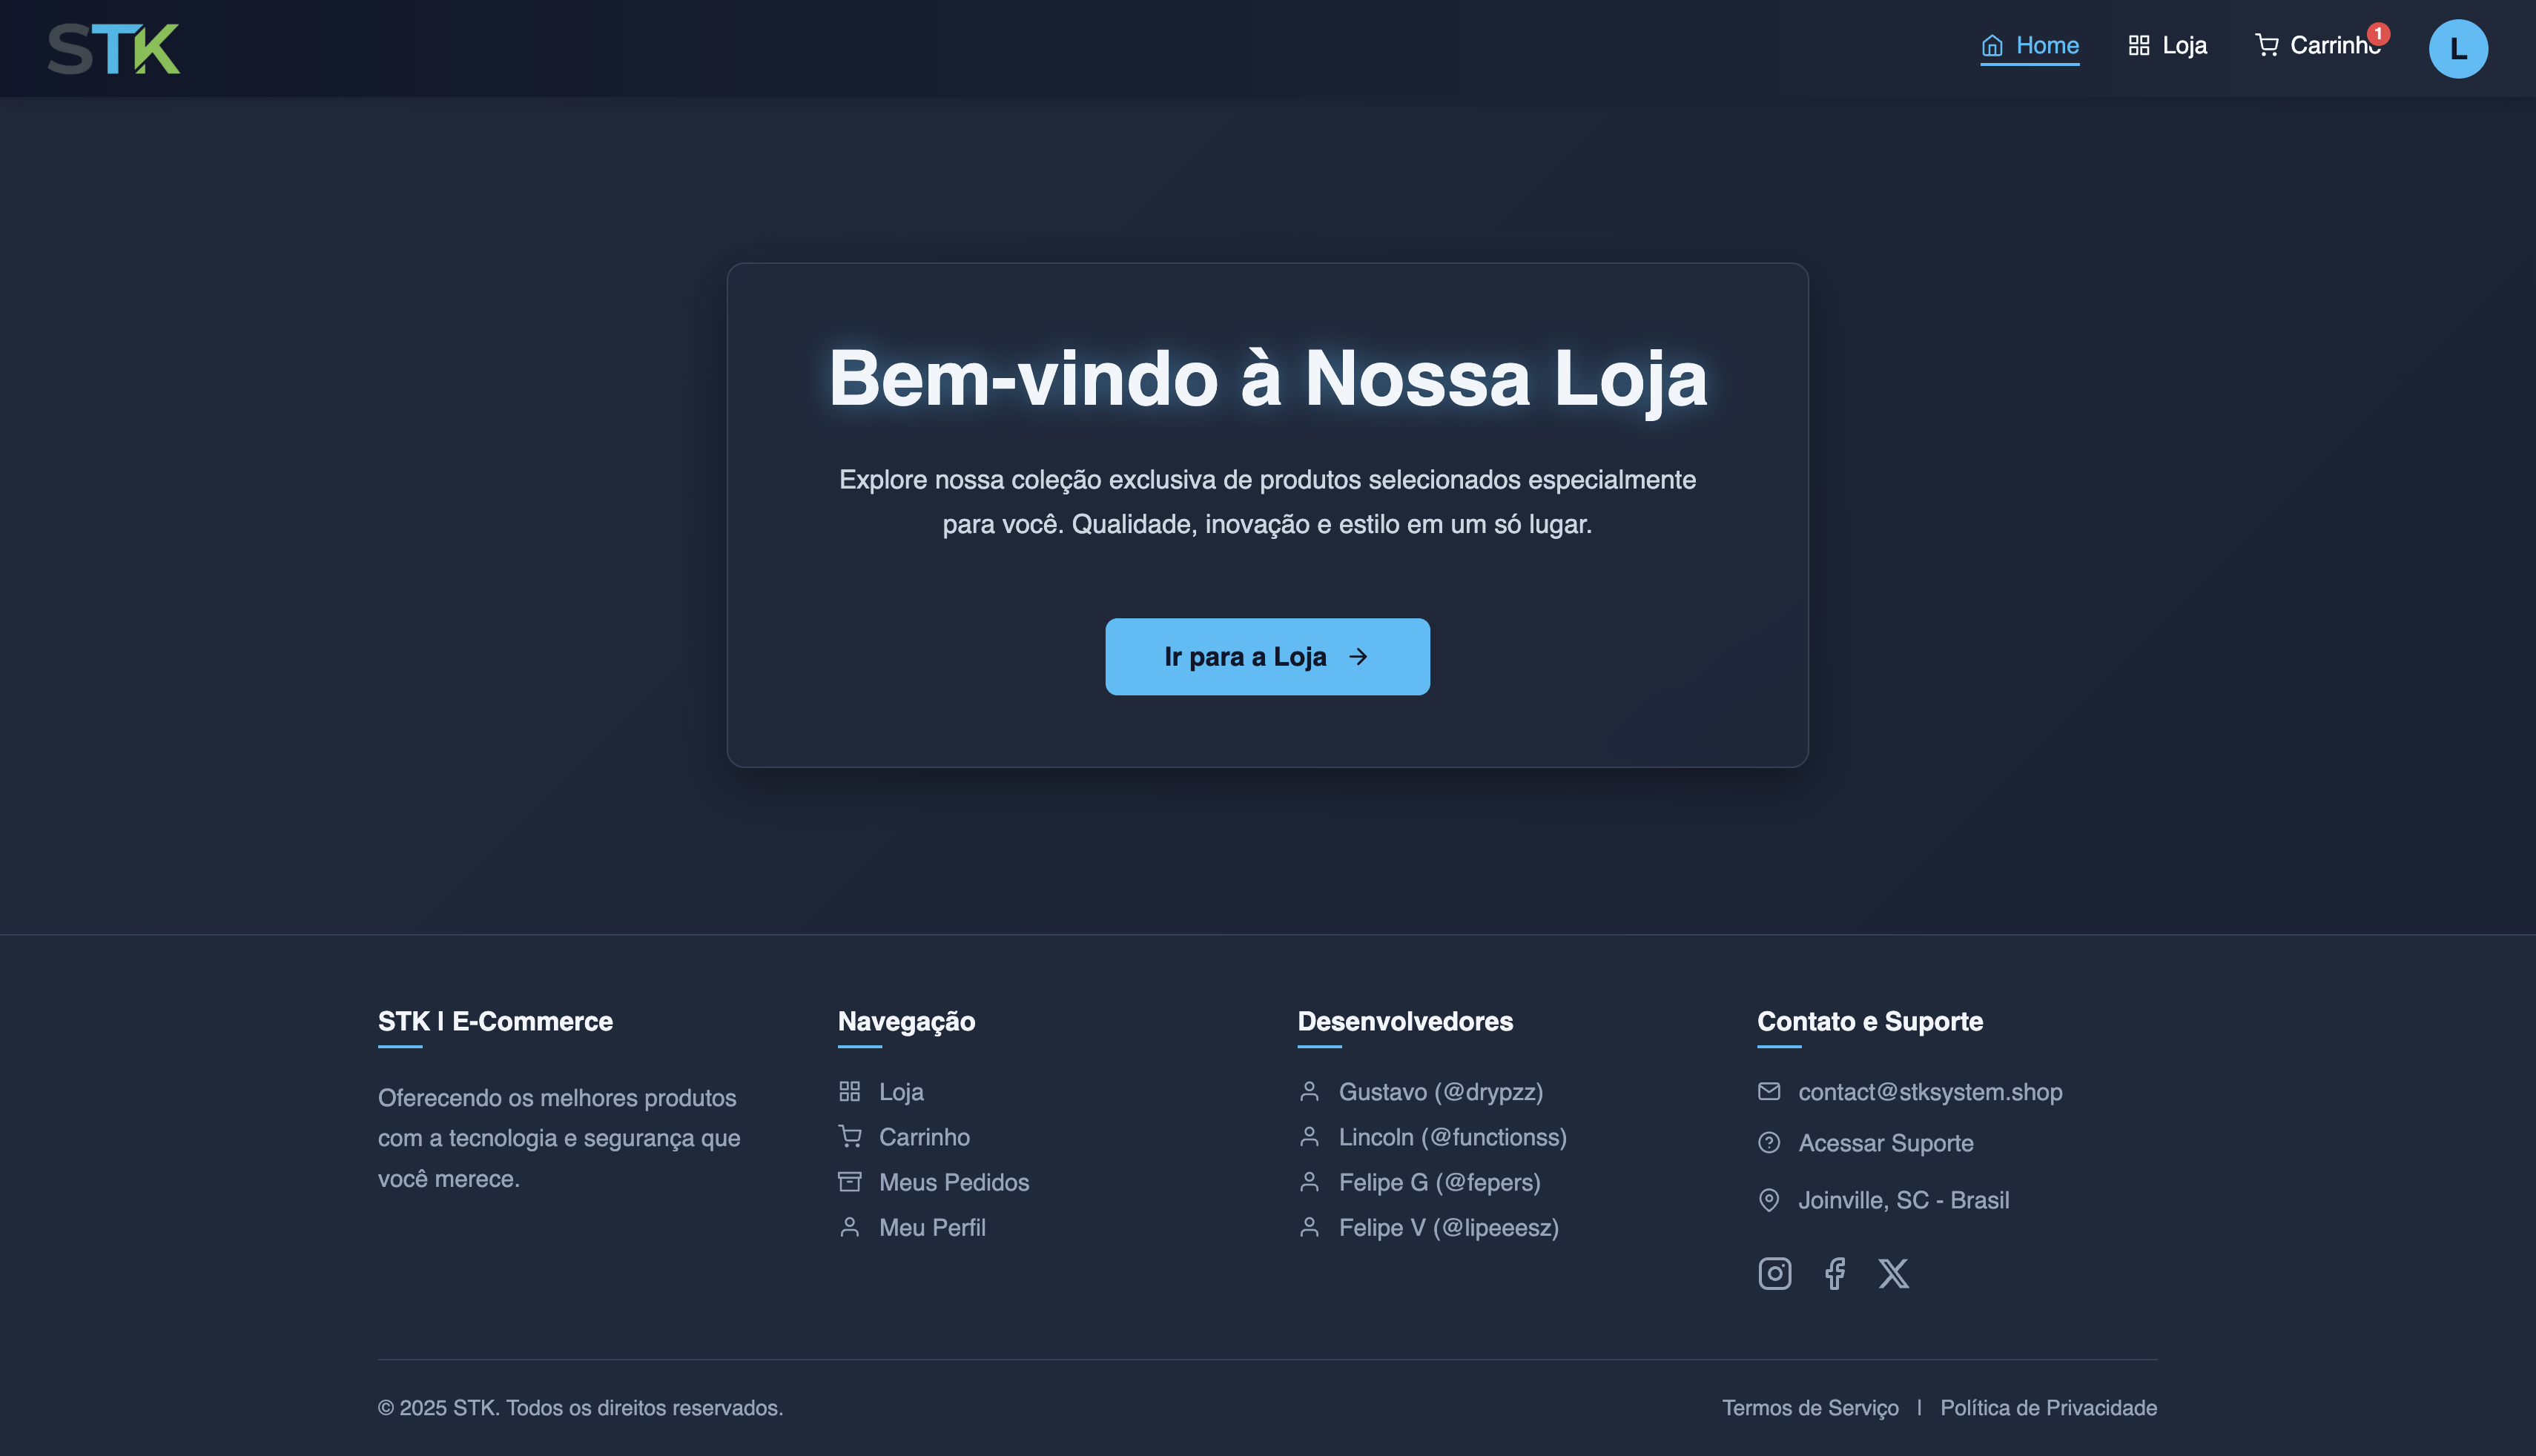 STK
Home
Loja
Carrinho
1
L
Bem-vindo à Nossa Loja
Explore nossa coleção exclusiva de produtos selecionados especialmente
para você. Qualidade, inovação e estilo em um só lugar.
Ir para a Loja
STK | E-Commerce
Oferecendo os melhores produtos
com a tecnologia e segurança que
você merece.
Navegação
Loja
Carrinho
Meus Pedidos
Meu Perfil
Desenvolvedores
Gustavo (@drypzz)
Lincoln (@functionss)
Felipe G (@fepers)
Felipe V (@lipeeesz)
Contato e Suporte
contact@stksystem.shop
Acessar Suporte
Joinville, SC - Brasil
© 2025 STK. Todos os direitos reservados.
Termos de Serviço | Política de Privacidade